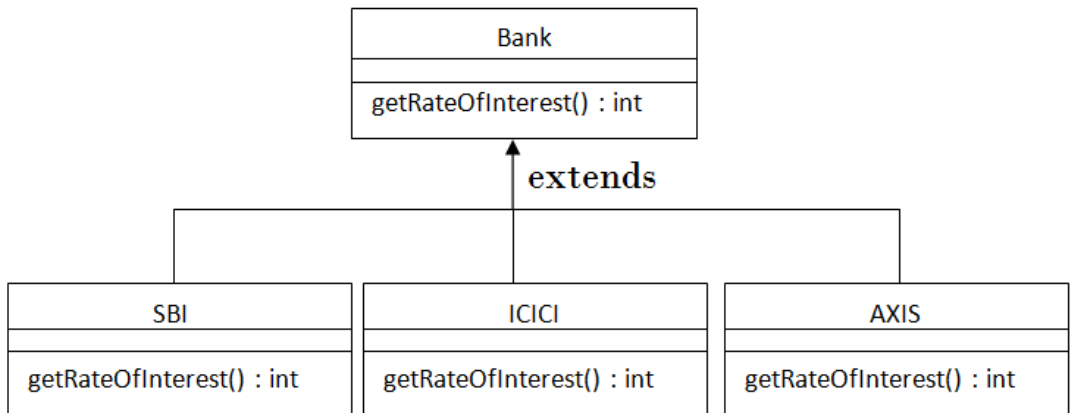 Bank
getRateOfInterest() : int
extends
SBI
getRateOfInterest() : int
ICICI
getRateOfInterest() : int
AXIS
getRateOfInterest() : int